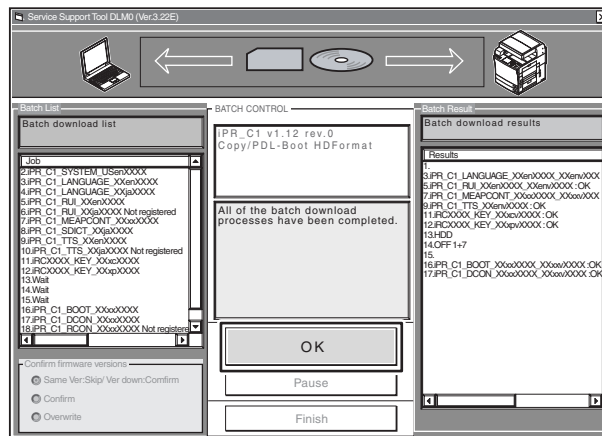 Service Support Tool DLM0 (Ver.3.22E)
Batch List
Batch download list
Job
2.iPR_C1_SYSTEM_USenXXXX
3.iPR_C1_LANGUAGE_XXenXXXX
4.iPR_C1_LANGUAGE_XXjaXXXX
5.iPR_C1_RUI_XXenXXXX
6.iPR_C1_RUI_XXjaXXXX Not registered
7.iPR_C1_MEAPCONT_XXxxXXXX
8.iPR_C1_SDICT_XXjaXXXX
9.iPR_C1_TTS_XXenXXXX
10.iPR_C1_TTS_XXjaXXXX Not registered
11.iRCXXXX_KEY_XXxcXXXX
12.iRCXXXX_KEY_XXxpXXXX
13.Wait
14.Wait
15.Wait
16.iPR_C1_BOOT_XXxxXXXX
17.iPR_C1_DCON_XXxxXXXX
18.iPR_C1_RCON_XXxxXXXX Not registere
Confirm firmware versions
Same Ver:Skip/ Ver down:Comfirm
Confirm
Overwrite
BATCH CONTROL
iPR_C1 v1.12 rev.0
Copy/PDL-Boot HDFormat
All of the batch download
processes have been completed.
OK
Pause
Finish
Batch Result
Batch download results
Results
1.
3.iPR_C1_LANGUAGE_XXenXXXX_XXenvXXX
5.iPR_C1_RUI_XXenXXXX_XXenvXXXX : OK
7.iPR_C1_MEAPCONT_XXxxXXXX_XXxxvXXX
9.iPR_C1_TTS_XXenvXXXX : OK
11.iRCXXXX_KEY_XXxcvXXXX : OK
12.iRCXXXX_KEY_XXxpvXXXX : OK
13.HDD
14.OFF 1+7
15.
16.iPR_C1_BOOT_XXxxXXXX_XXxxvXXXX :OK
17.iPR_C1_DCON_XXxxXXXX_XXxxvXXXX :OK